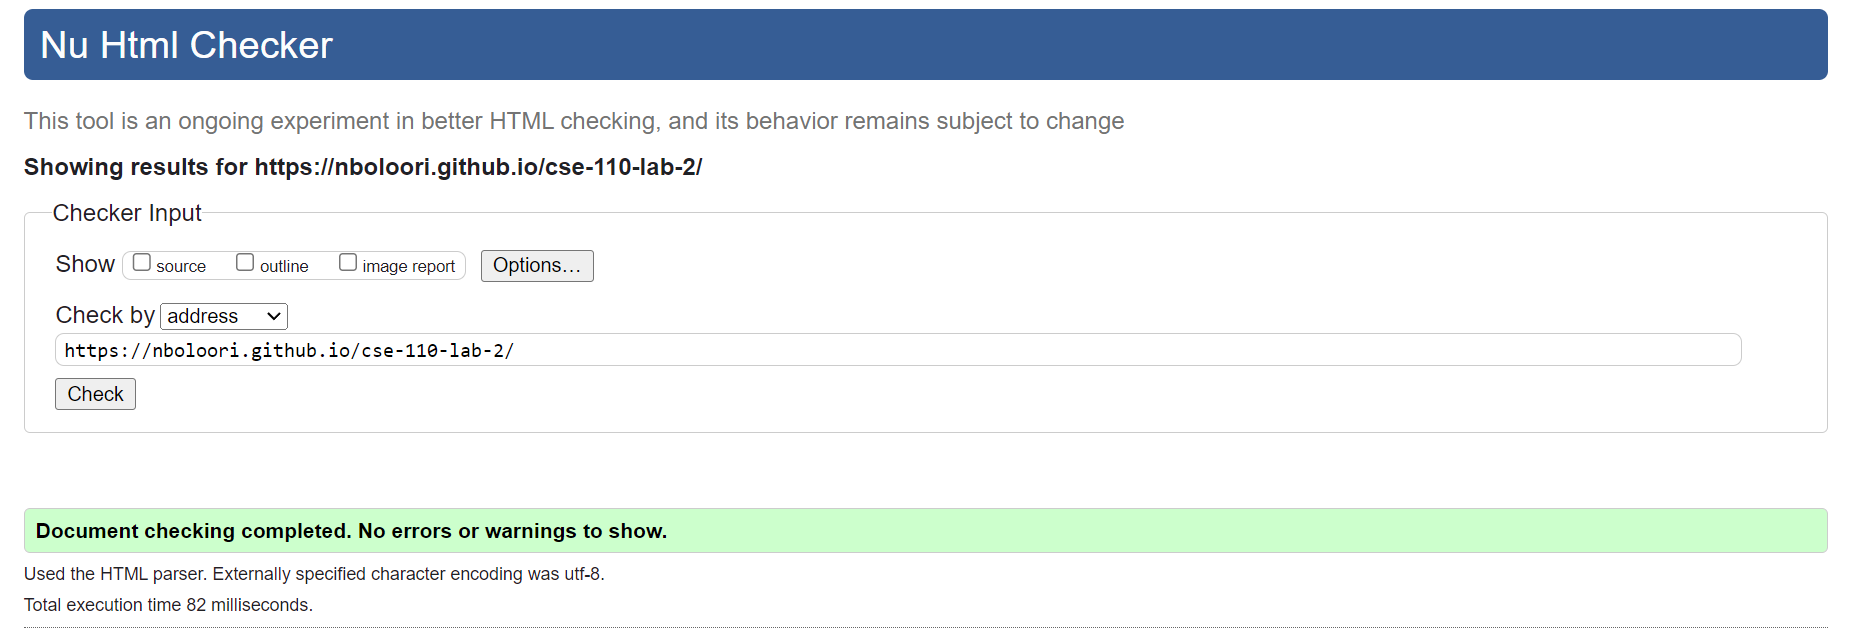 Nu Html Checker
This tool is an ongoing experiment in better HTML checking, and its behavior remains subject to change
Showing results for https://nboloori.github.io/cse-110-lab-2/
Checker Input
Show source outline image report Options…
Check by address
https://nboloori.github.io/cse-110-lab-2/
Check
Document checking completed. No errors or warnings to show.
Used the HTML parser. Externally specified character encoding was utf-8.
Total execution time 82 milliseconds.